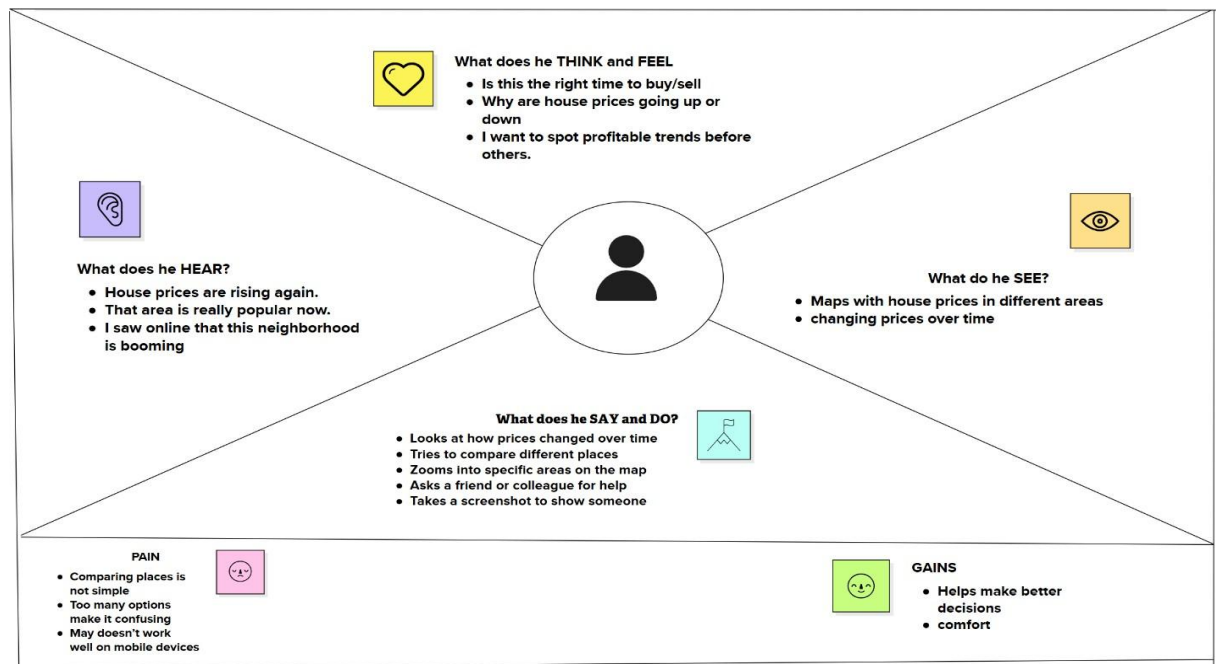 What does he THINK and FEEL
• Is this the right time to buy/sell
• Why are house prices going up or
down
• I want to spot profitable trends before
others.
What does he HEAR?
• House prices are rising again.
• That area is really popular now.
• I saw online that this neighborhood
is booming
What do he SEE?
• Maps with house prices in different areas
• changing prices over time
What does he SAY and DO?
• Looks at how prices changed over time
• Tries to compare different places
• Zooms into specific areas on the map
• Asks a friend or colleague for help
• Takes a screenshot to show someone
PAIN
• Comparing places is
not simple
• Too many options
make it confusing
• May doesn't work
well on mobile devices
GAINS
• Helps make better
decisions
• comfort